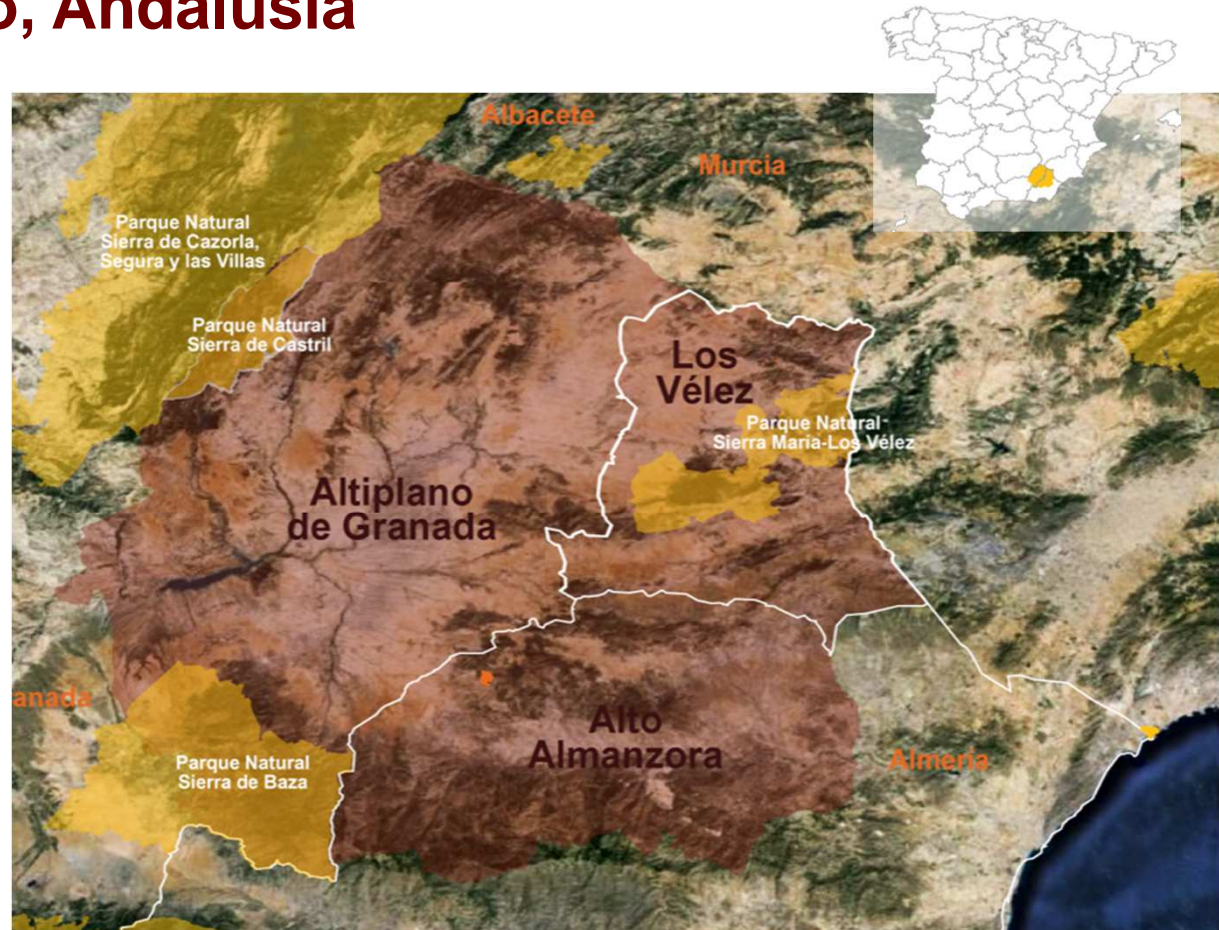 Andalusia
Albacete
Murcia
Parque Natural
Sierra de Cazorla,
Segura y las Villas
Parque Natural
Sierra de Castril
Los
Vélez
Parque Natural
Sierra María-Los Vélez
Altiplano
de Granada
anada
Alto
Almanzora
Parque Natural
Sierra de Baza
Almería